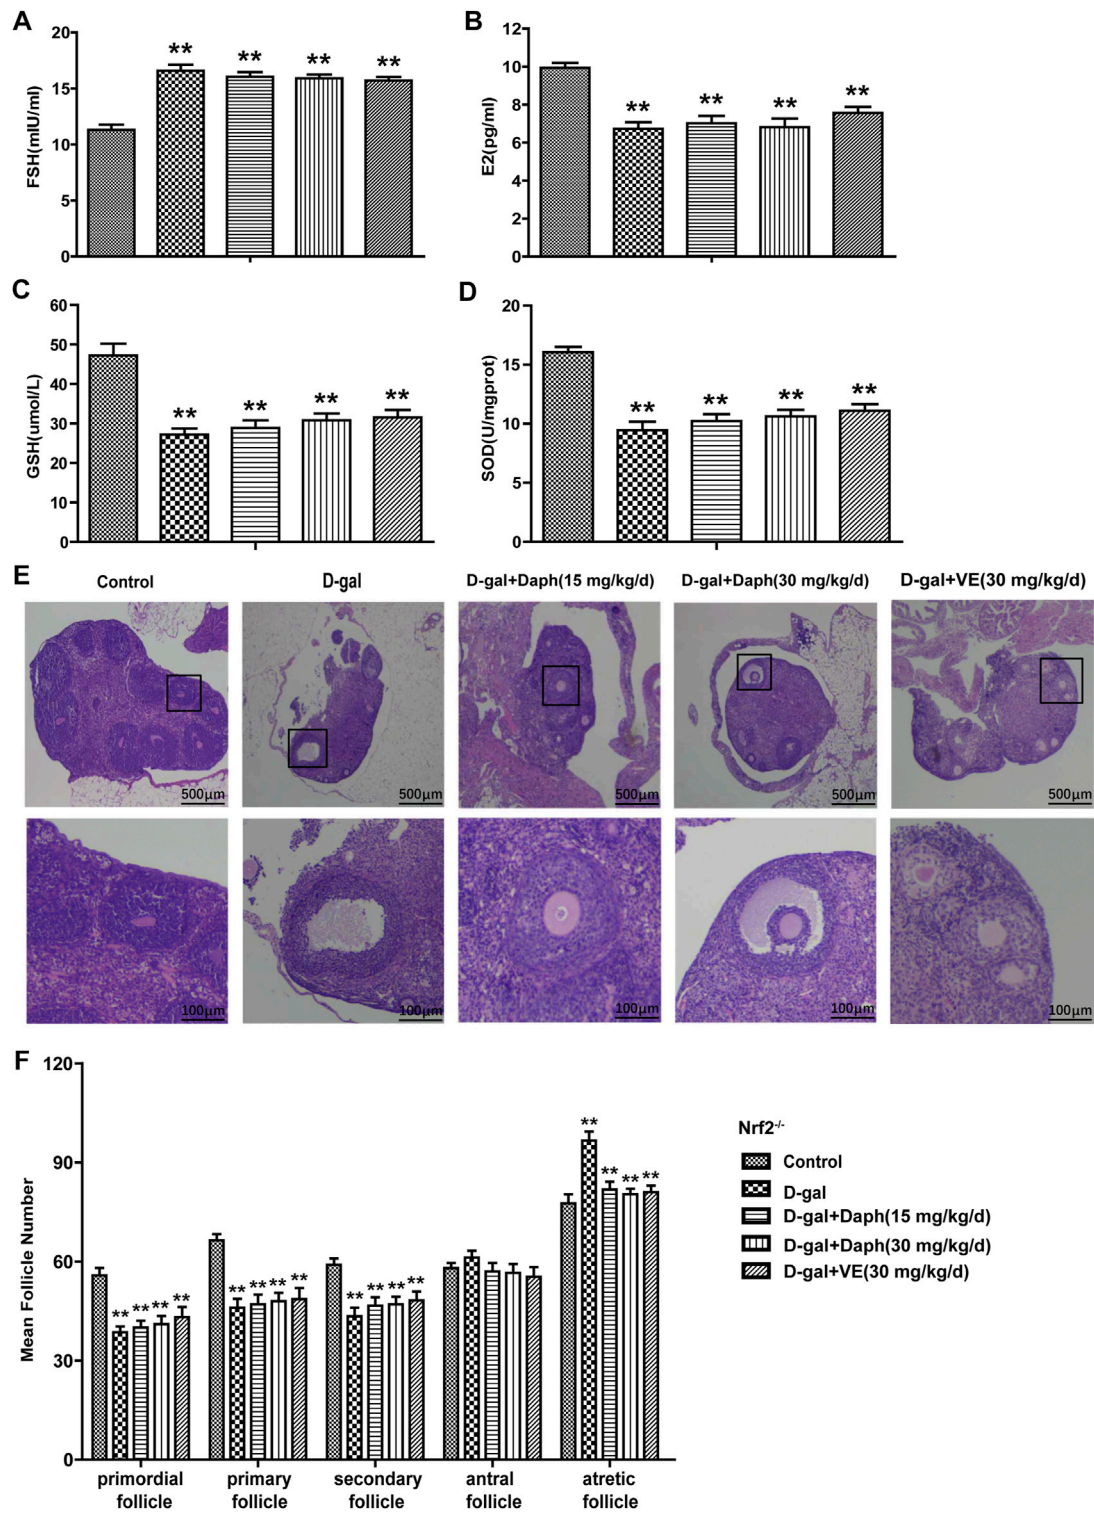 A
FSH(mIU/ml)
20
15
10
5
0
** ** ** **
B
E2(pg/ml)
12
10
8
6
4
2
0
** ** ** **
C
GSH(umol/L)
60
50
40
30
20
10
0
** ** ** **
D
SOD(U/mgprot)
20
15
10
5
0
** ** ** **
E
Control
D-gal
D-gal+Daph(15 mg/kg/d)
D-gal+Daph(30 mg/kg/d)
D-gal+VE(30 mg/kg/d)
500μm
500μm
500μm
500μm
500μm
100μm
100μm
100μm
100μm
100μm
F
Mean Follicle Number
120
90
60
30
0
** ** ** **
** ** ** **
** ** ** **
** ** ** **
primordial
follicle
primary
follicle
secondary
follicle
antral
follicle
atretic
follicle
Nrf2-/-
Control
D-gal
D-gal+Daph(15 mg/kg/d)
D-gal+Daph(30 mg/kg/d)
D-gal+VE(30 mg/kg/d)